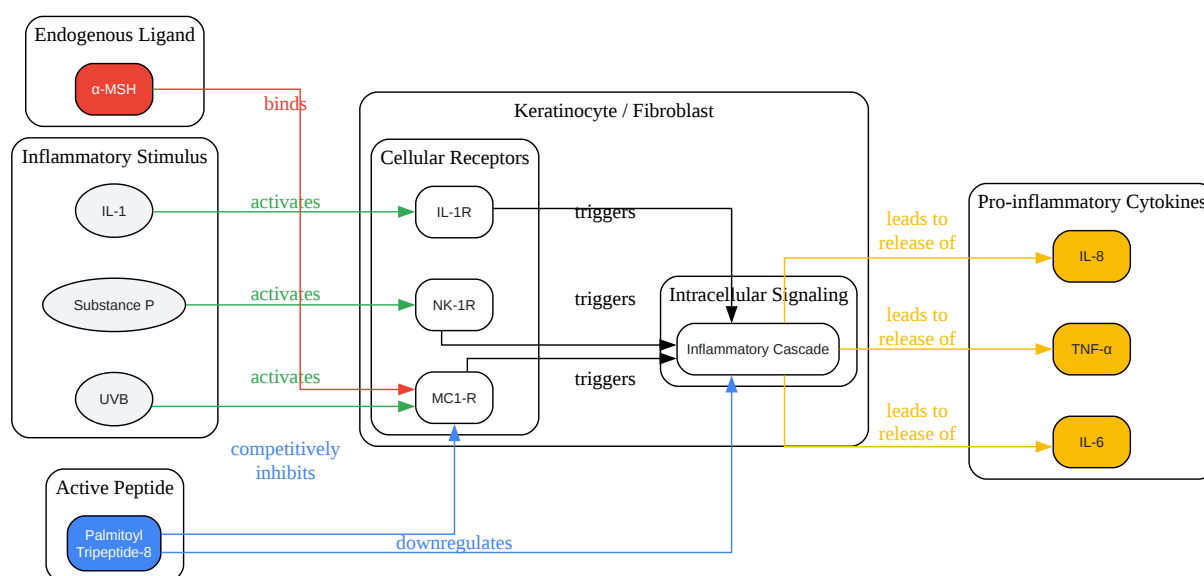 Endogenous Ligand
α-MSH
binds
Inflammatory Stimulus
IL-1
Substance P
UVB
activates
activates
activates
Keratinocyte / Fibroblast
Cellular Receptors
IL-1R
NK-1R
MC1-R
triggers
triggers
triggers
Intracellular Signaling
Inflammatory Cascade
leads to
release of
leads to
release of
leads to
release of
Pro-inflammatory Cytokines
IL-8
TNF-α
IL-6
competitively
inhibits
Active Peptide
Palmitoyl
Tripeptide-8
downregulates